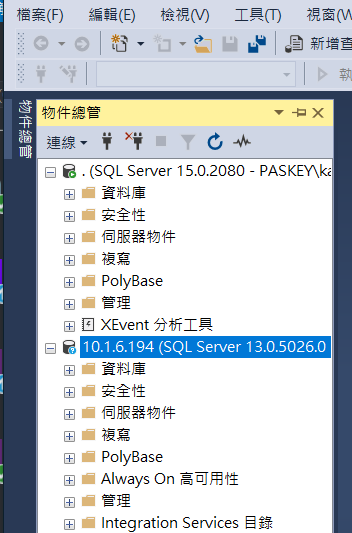 檔案(F) 編輯(E) 檢視(V) 工具(T) 視窗(W
新增查
執
物件總管
物件總管
連線
. (SQL Server 15.0.2080 - PASKEY\ka
資料庫
安全性
伺服器物件
複寫
PolyBase
管理
XEvent 分析工具
10.1.6.194 (SQL Server 13.0.5026.0
資料庫
安全性
伺服器物件
複寫
PolyBase
Always On 高可用性
管理
Integration Services 目錄